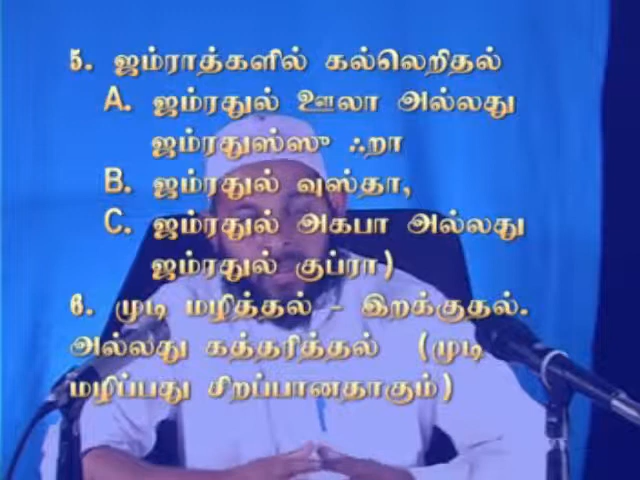 5. ஜம்ராத்களில் கல்லெறிதல்
A. ஜம்ரதுல் ஊலா அல்லது
ஜம்ரதுஸ்ஸு ஃறா
B. ஜம்ரதுல் வுஸ்தா,
C. ஜம்ரதுல் அகபா அல்லது
ஜம்ரதுல் குப்ரா)
6. முடி மழித்தல் - இறக்குதல்.
அல்லது கத்தரித்தல் (முடி
மழிப்பது சிறப்பானதாகும்)